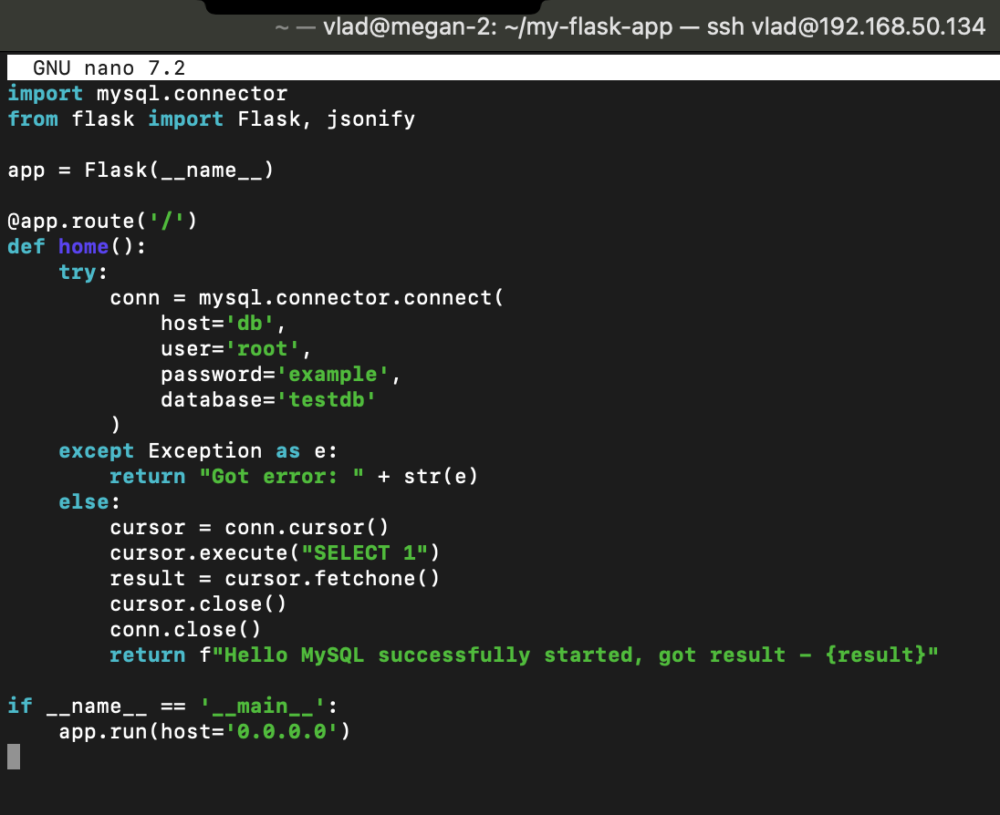 ~ — vlad@megan-2: ~/my-flask-app — ssh vlad@192.168.50.134
GNU nano 7.2
import mysql.connector
from flask import Flask, jsonify

app = Flask(__name__)

@app.route('/')
def home():
    try:
        conn = mysql.connector.connect(
            host='db',
            user='root',
            password='example',
            database='testdb'
        )
    except Exception as e:
        return "Got error: " + str(e)
    else:
        cursor = conn.cursor()
        cursor.execute("SELECT 1")
        result = cursor.fetchone()
        cursor.close()
        conn.close()
        return f"Hello MySQL successfully started, got result - {result}"

if __name__ == '__main__':
    app.run(host='0.0.0.0')